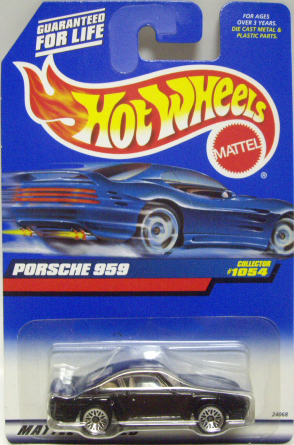 GUARANTEED
FOR LIFE
FOR AGES
OVER 3 YEARS.
DIE CAST METAL &
PLASTIC PARTS.
HOT WHEELS
MATTEL
®
PORSCHE 959
COLLECTOR
#1054
24068